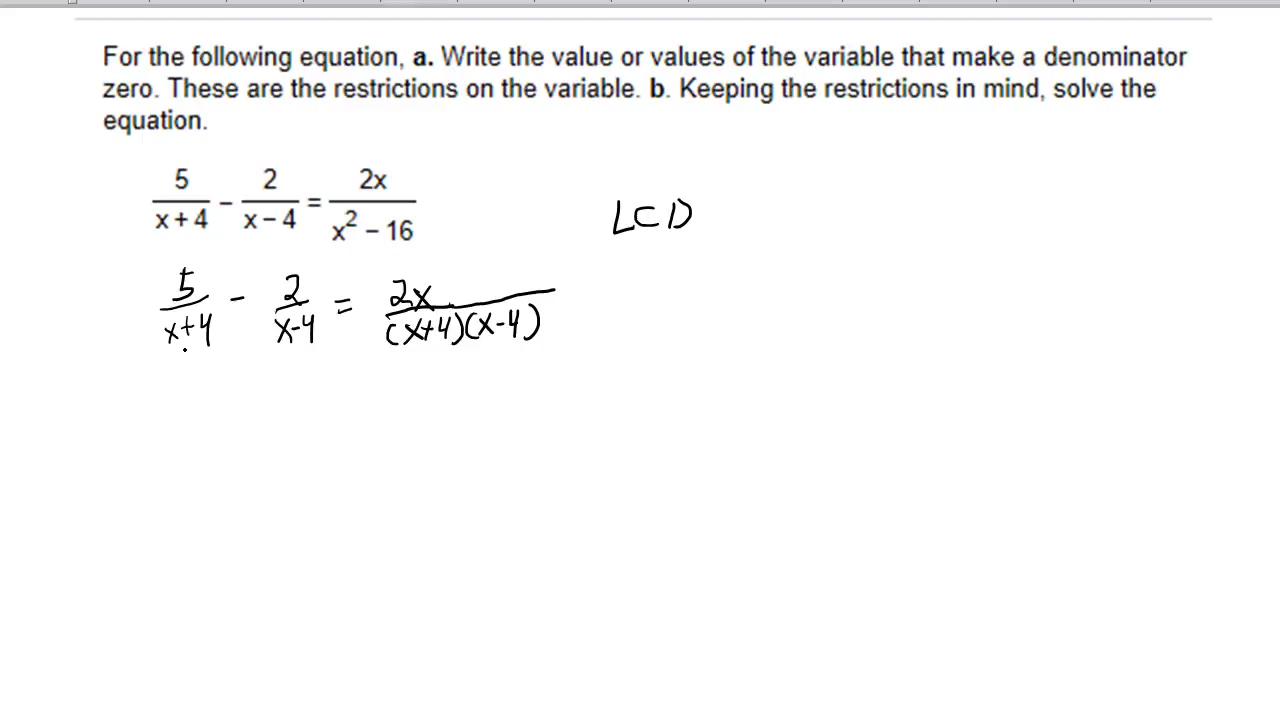 For the following equation, a. Write the value or values of the variable that make a denominator
zero. These are the restrictions on the variable. b. Keeping the restrictions in mind, solve the
equation.
5/(x + 4) − 2/(x − 4) = 2x/(x² − 16)
LCD
5/(x+4) - 2/(x-4) = 2x/((x+4)(x-4))